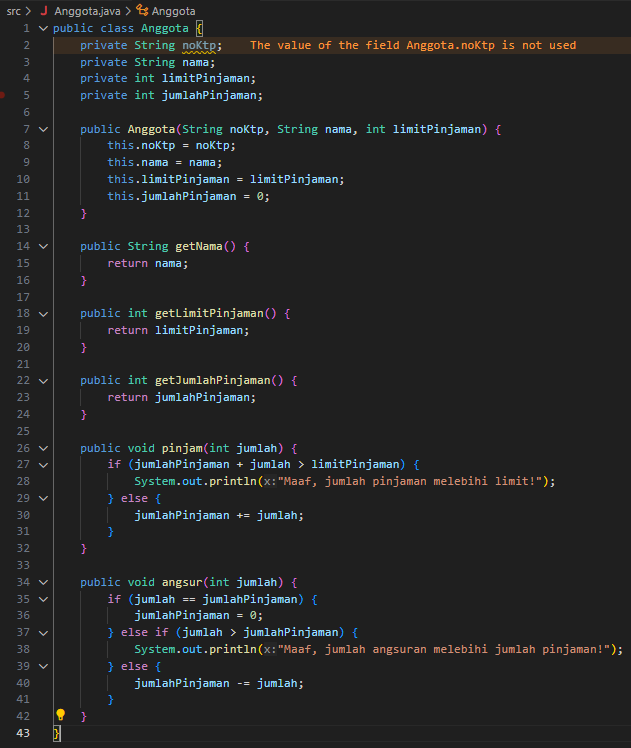 src > J Anggota.java > Anggota
1 public class Anggota {
2 private String noKtp; The value of the field Anggota.noKtp is not used
3 private String nama;
4 private int limitPinjaman;
5 private int jumlahPinjaman;
6
7 public Anggota(String noKtp, String nama, int limitPinjaman) {
8 this.noKtp = noKtp;
9 this.nama = nama;
10 this.limitPinjaman = limitPinjaman;
11 this.jumlahPinjaman = 0;
12 }
13
14 public String getNama() {
15 return nama;
16 }
17
18 public int getLimitPinjaman() {
19 return limitPinjaman;
20 }
21
22 public int getJumlahPinjaman() {
23 return jumlahPinjaman;
24 }
25
26 public void pinjam(int jumlah) {
27 if (jumlahPinjaman + jumlah > limitPinjaman) {
28 System.out.println(x:"Maaf, jumlah pinjaman melebihi limit!");
29 } else {
30 jumlahPinjaman += jumlah;
31 }
32 }
33
34 public void angsur(int jumlah) {
35 if (jumlah == jumlahPinjaman) {
36 jumlahPinjaman = 0;
37 } else if (jumlah > jumlahPinjaman) {
38 System.out.println(x:"Maaf, jumlah angsuran melebihi jumlah pinjaman!");
39 } else {
40 jumlahPinjaman -= jumlah;
41 }
42 }
43 }